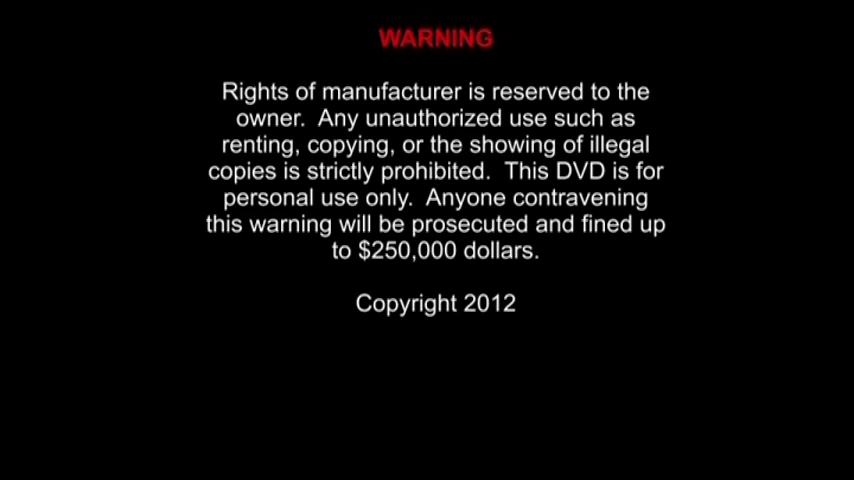 WARNING
Rights of manufacturer is reserved to the
owner.  Any unauthorized use such as
renting, copying, or the showing of illegal
copies is strictly prohibited.  This DVD is for
personal use only.  Anyone contravening
this warning will be prosecuted and fined up
to $250,000 dollars.
Copyright 2012